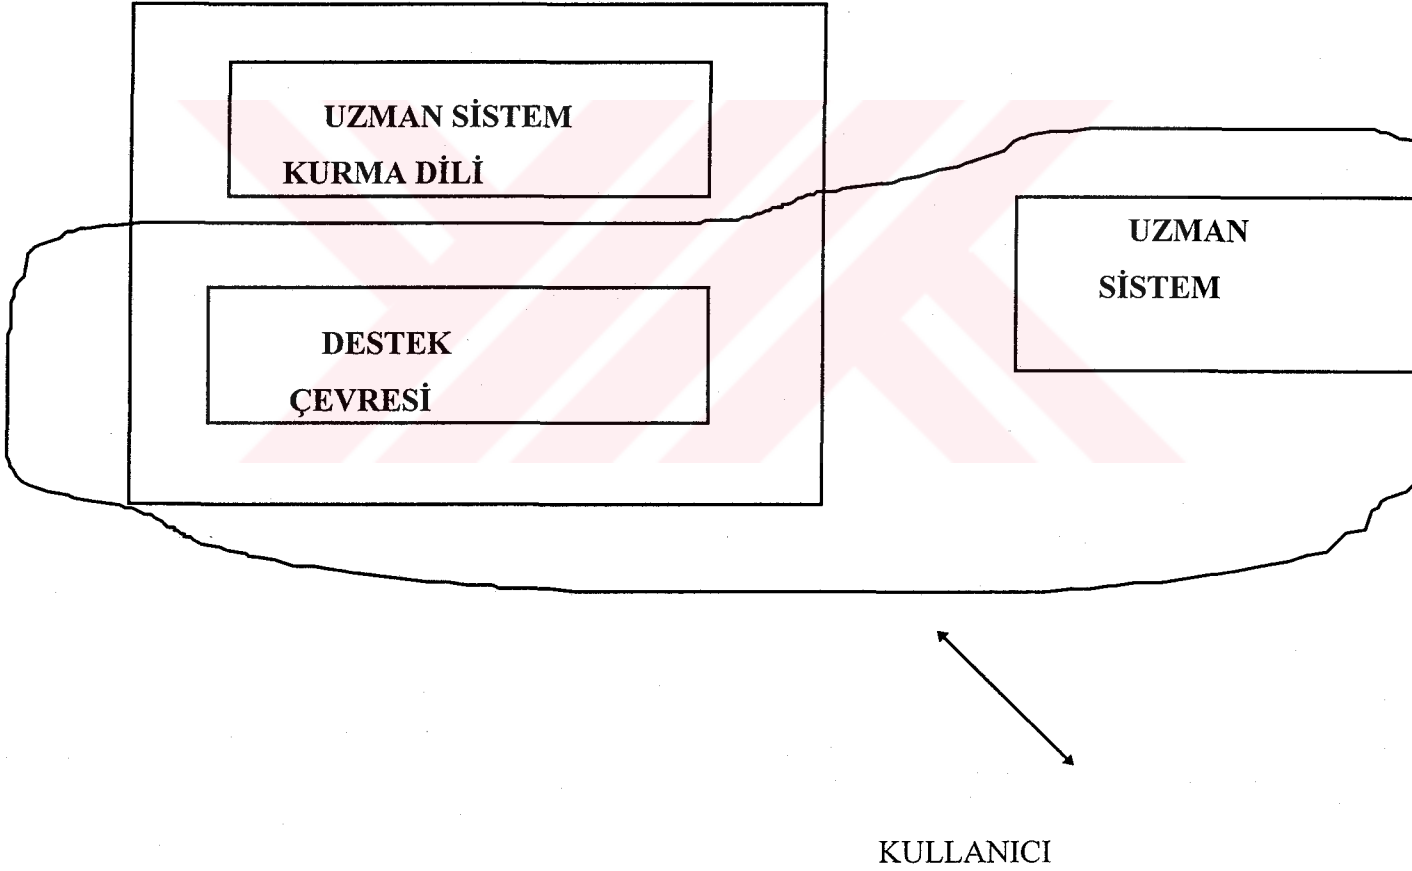 UZMAN SİSTEM
KURMA DİLİ
UZMAN
SİSTEM
DESTEK
ÇEVRESİ
KULLANICI